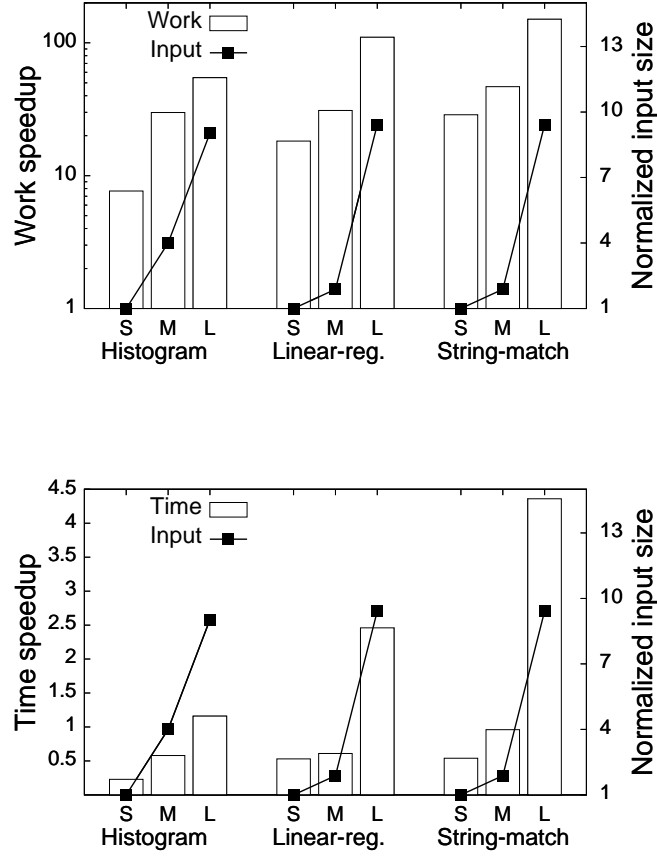 Work
Input
100
10
1
Work speedup
13
10
7
4
1
Normalized input size
S M L S M L S M L
Histogram Linear-reg. String-match
Time
Input
4.5
4
3.5
3
2.5
2
1.5
1
0.5
Time speedup
13
10
7
4
1
Normalized input size
S M L S M L S M L
Histogram Linear-reg. String-match